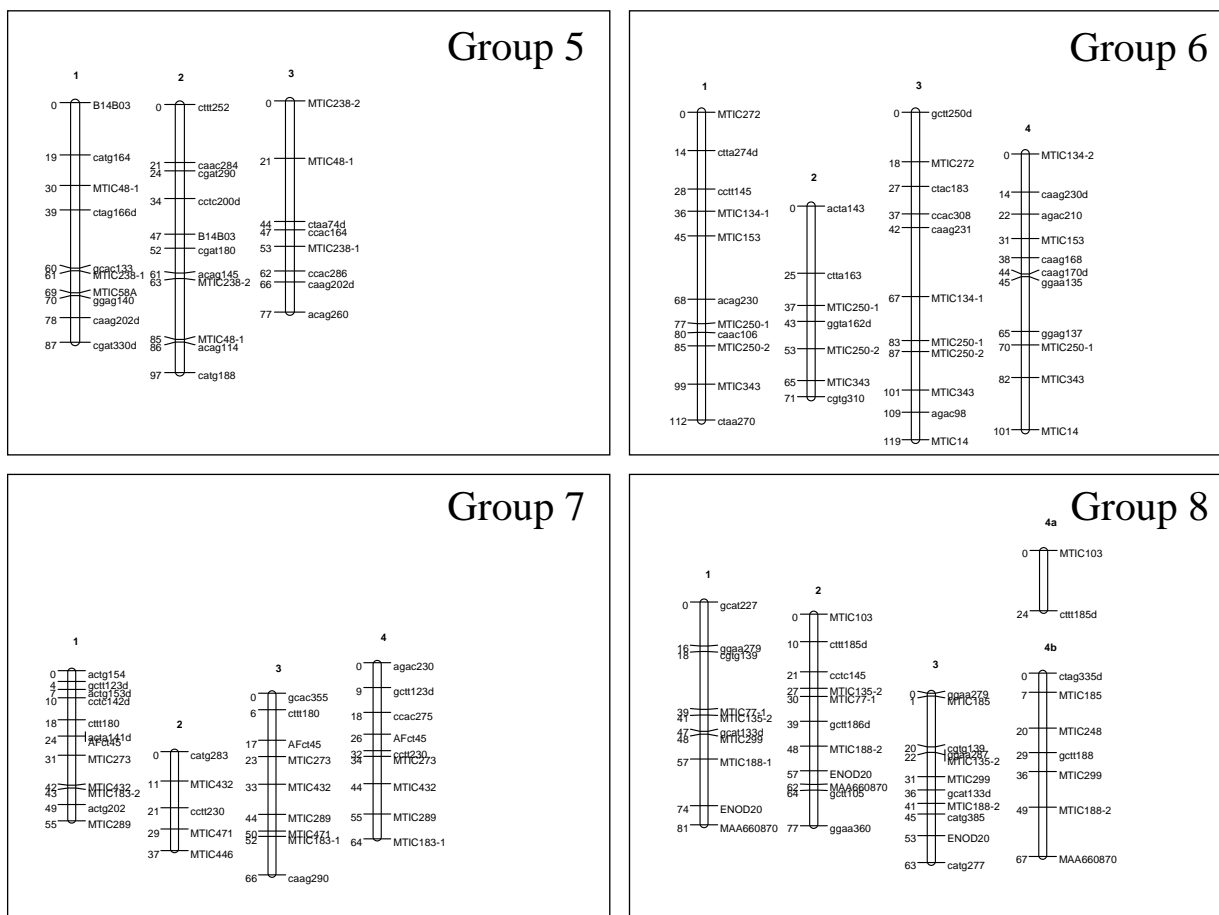 Group 5
1
0 B14B03
19 catg164
30 MTIC48-1
39 ctag166d
60 gcac133
61 MTIC238-1
69 MTIC58A
70 ggag140
78 caag202d
87 cgat330d
2
0 cttt252
21 caac284
24 cgat290
34 cctc200d
47 B14B03
52 cgat180
61 acag145
63 MTIC238-2
85 MTIC48-1
86 acag114
97 catg188
3
0 MTIC238-2
21 MTIC48-1
44 ctaa74d
47 ccac164
53 MTIC238-1
62 ccac286
66 caag202d
77 acag260
Group 6
1
0 MTIC272
14 ctta274d
28 cctt145
36 MTIC134-1
45 MTIC153
68 acag230
77 MTIC250-1
80 caac106
85 MTIC250-2
99 MTIC343
112 ctaa270
2
0 acta143
25 ctta163
37 MTIC250-1
43 ggta162d
53 MTIC250-2
65 MTIC343
71 cgtg310
3
0 gctt250d
18 MTIC272
27 ctac183
37 ccac308
42 caag231
67 MTIC134-1
83 MTIC250-1
87 MTIC250-2
101 MTIC343
109 agac98
119 MTIC14
4
0 MTIC134-2
14 caag230d
22 agac210
31 MTIC153
38 caag168
44 caag170d
45 ggaa135
65 ggag137
70 MTIC250-1
82 MTIC343
101 MTIC14
Group 7
1
0 actg154
4 gctt123d
7 actg153d
10 cctc142d
18 cttt180
acta141d
24 AFct45
31 MTIC273
42 MTIC432
43 MTIC183-2
49 actg202
55 MTIC289
2
0 catg283
11 MTIC432
21 cctt230
29 MTIC471
37 MTIC446
3
0 gcac355
6 cttt180
17 AFct45
23 MTIC273
33 MTIC432
44 MTIC289
50 MTIC471
52 MTIC183-1
66 caag290
4
0 agac230
9 gctt123d
18 ccac275
26 AFct45
32 cctt230
34 MTIC273
44 MTIC432
55 MTIC289
64 MTIC183-1
Group 8
1
0 gcat227
16 ggaa279
18 cgtg139
39 MTIC77-1
41 MTIC135-2
47 gcat133d
48 MTIC299
57 MTIC188-1
74 ENOD20
81 MAA660870
2
0 MTIC103
10 cttt185d
21 cctc145
27 MTIC135-2
30 MTIC77-1
39 gctt186d
48 MTIC188-2
57 ENOD20
62 MAA660870
64 gctt105
77 ggaa360
3
0 ggaa279
1 MTIC185
20 cgtg139
ggaa287
22 MTIC135-2
31 MTIC299
36 gcat133d
41 MTIC188-2
45 catg385
53 ENOD20
63 catg277
4a
0 MTIC103
24 cttt185d
4b
0 ctag335d
7 MTIC185
20 MTIC248
29 gctt188
36 MTIC299
49 MTIC188-2
67 MAA660870